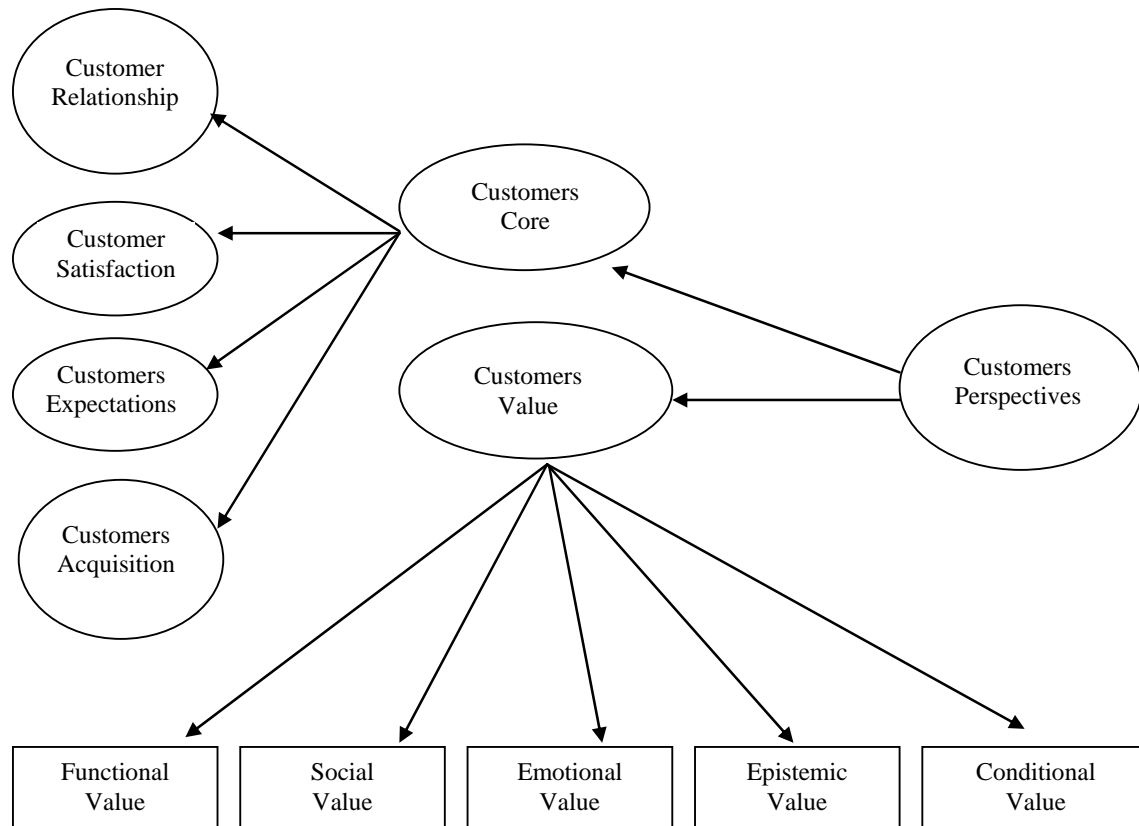 Customer
Relationship
Customers
Core
Customer
Satisfaction
Customers
Expectations
Customers
Value
Customers
Perspectives
Customers
Acquisition
Functional
Value
Social
Value
Emotional
Value
Epistemic
Value
Conditional
Value